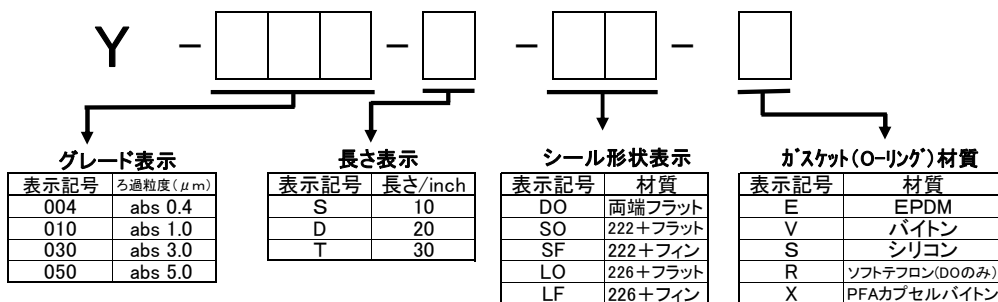 Y - - - -
グレード表示
表示記号 ろ過粒度(μm)
004 abs 0.4
010 abs 1.0
030 abs 3.0
050 abs 5.0
長さ表示
表示記号 長さ/inch
S 10
D 20
T 30
シール形状表示
表示記号 材質
DO 両端フラット
SO 222+フラット
SF 222+フィン
LO 226+フラット
LF 226+フィン
ガスケット(O-リング)材質
表示記号 材質
E EPDM
V バイトン
S シリコン
R ソフトテフロン(DOのみ)
X PFAカプセルバイトン